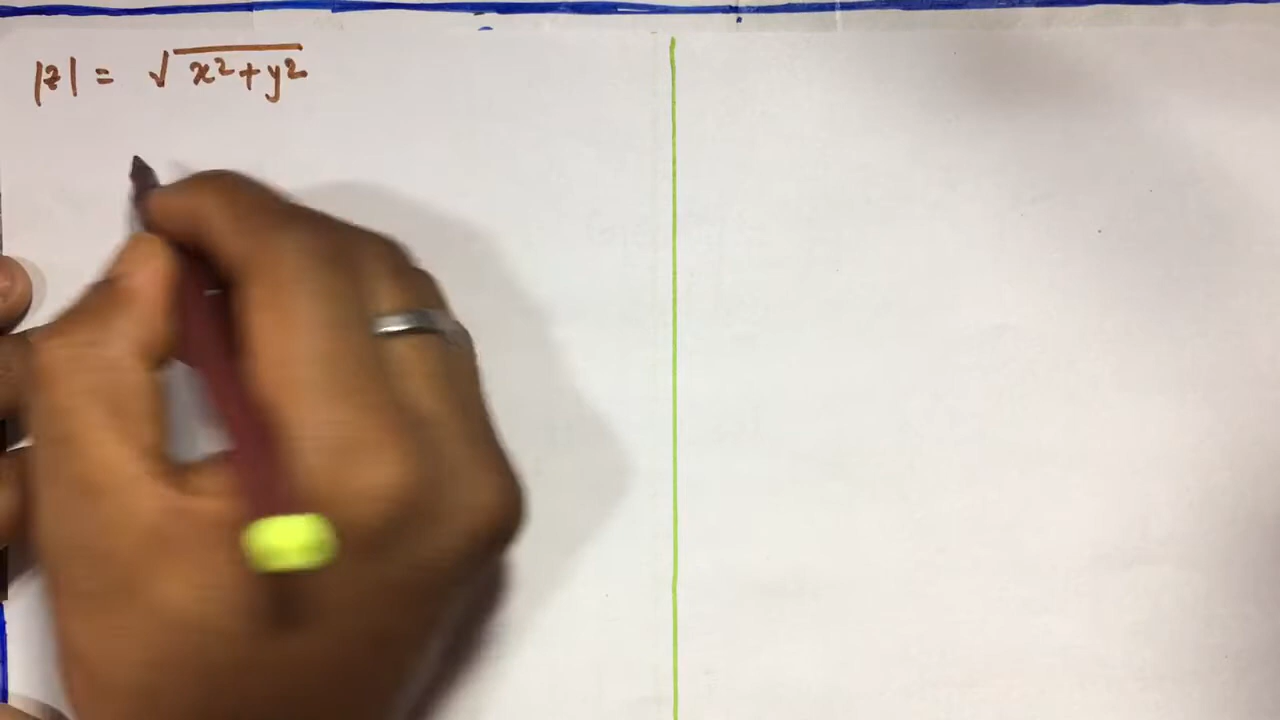 |z| = √x²+y²